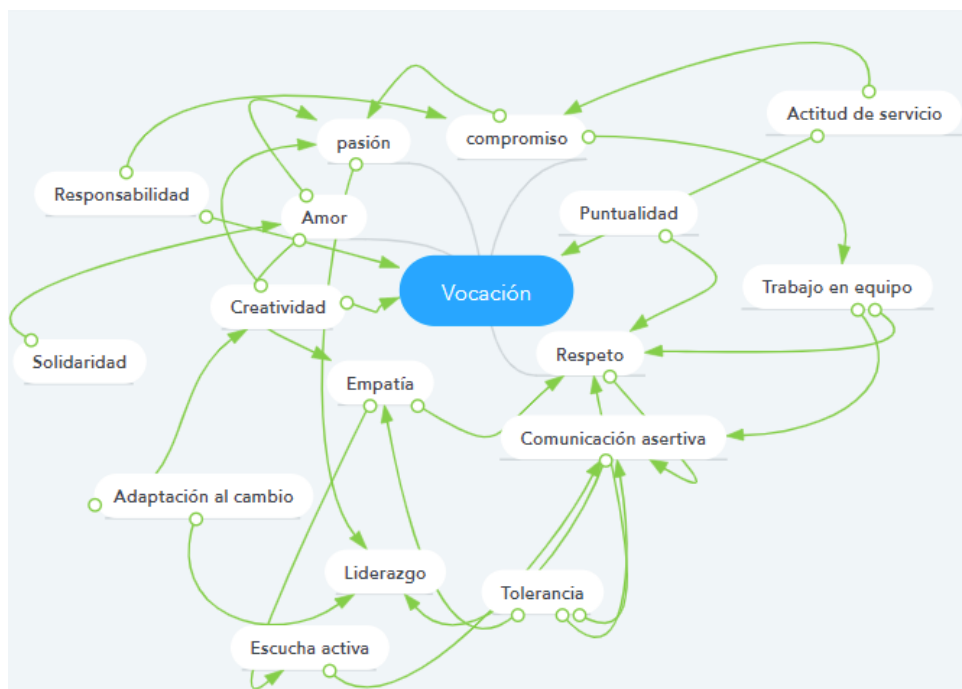 Actitud de servicio
pasión
compromiso
Responsabilidad
Amor
Puntualidad
Vocación
Trabajo en equipo
Creatividad
Solidaridad
Respeto
Empatía
Comunicación asertiva
Adaptación al cambio
Liderazgo
Tolerancia
Escucha activa